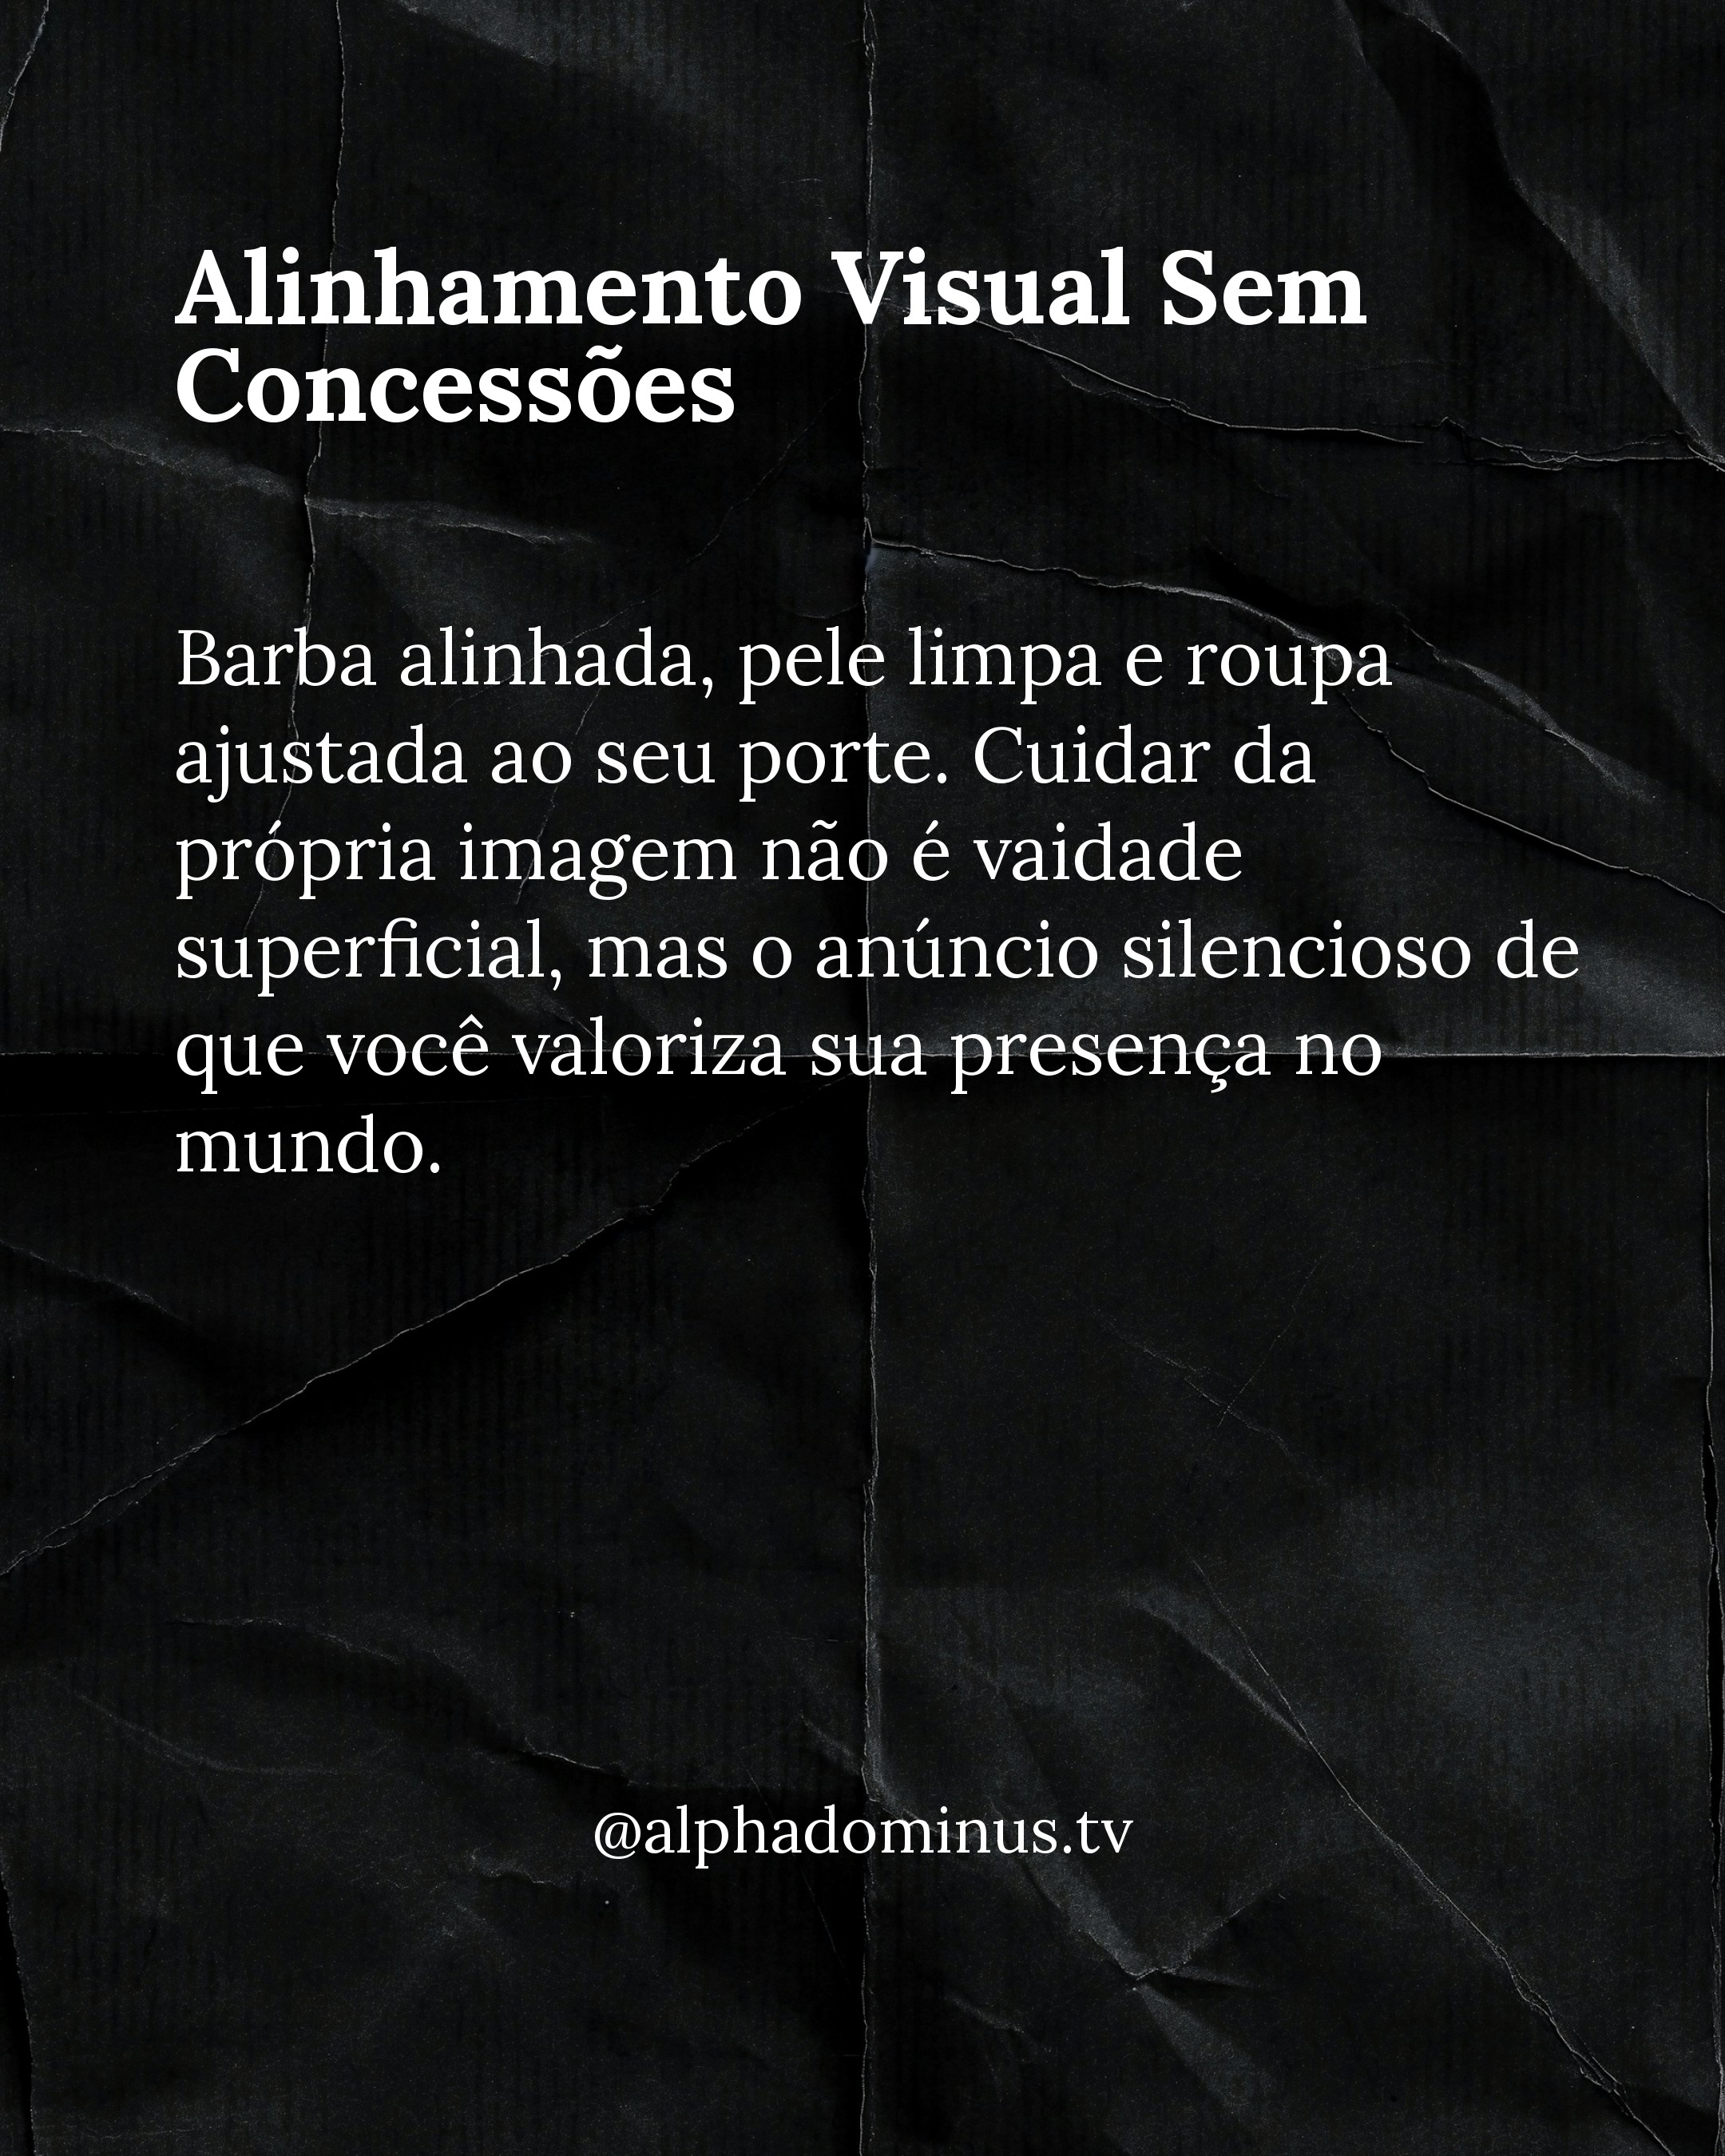 Alinhamento Visual Sem
Concessões
Barba alinhada, pele limpa e roupa
ajustada ao seu porte. Cuidar da
própria imagem não é vaidade
superficial, mas o anúncio silencioso de
que você valoriza sua presença no
mundo.
@alphadominus.tv